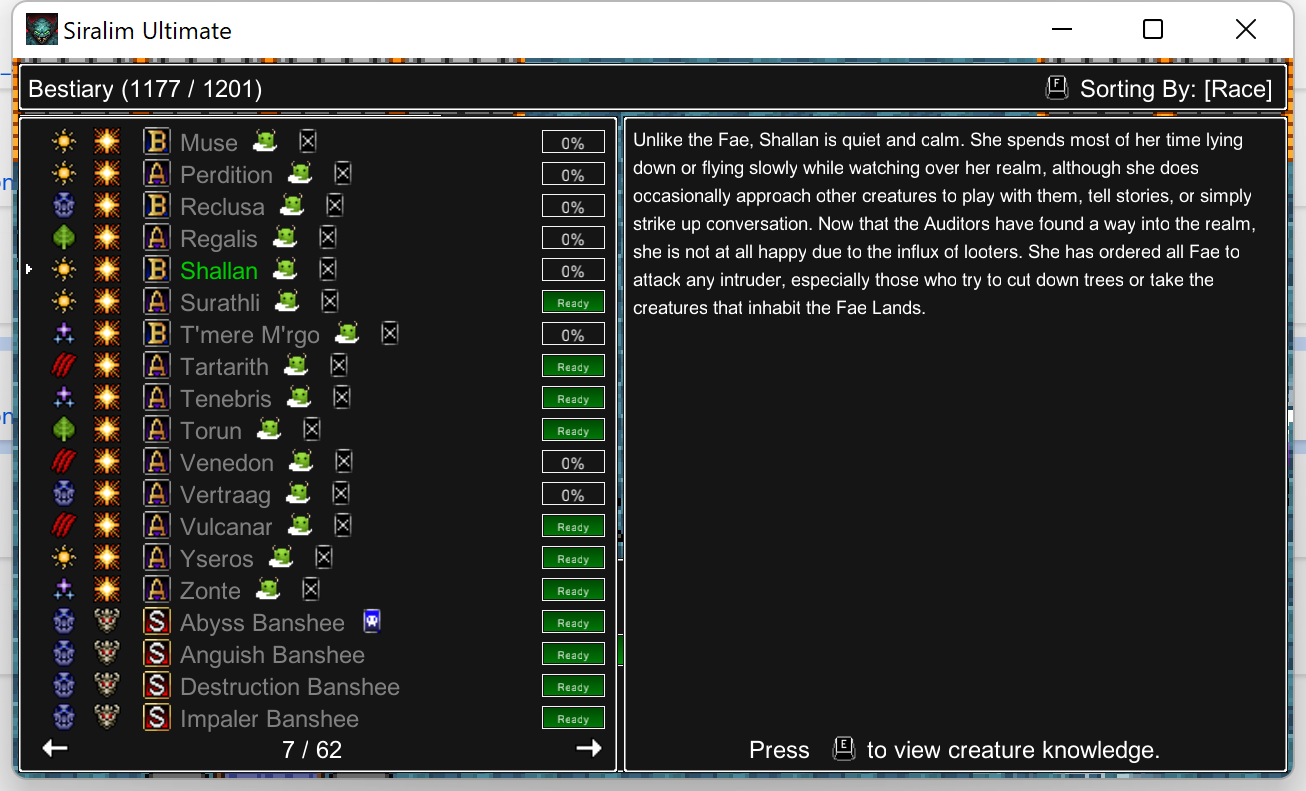 Siralim Ultimate
Bestiary (1177 / 1201)
F Sorting By: [Race]
B Muse 0%
A Perdition 0%
B Reclusa 0%
A Regalis 0%
B Shallan 0%
A Surathli Ready
B T'mere M'rgo 0%
A Tartarith Ready
A Tenebris Ready
A Torun Ready
A Venedon 0%
A Vertraag 0%
A Vulcanar Ready
A Yseros Ready
A Zonte Ready
S Abyss Banshee Ready
S Anguish Banshee Ready
S Destruction Banshee Ready
S Impaler Banshee Ready
7 / 62
Unlike the Fae, Shallan is quiet and calm. She spends most of her time lying
down or flying slowly while watching over her realm, although she does
occasionally approach other creatures to play with them, tell stories, or simply
strike up conversation. Now that the Auditors have found a way into the realm,
she is not at all happy due to the influx of looters. She has ordered all Fae to
attack any intruder, especially those who try to cut down trees or take the
creatures that inhabit the Fae Lands.
Press E to view creature knowledge.